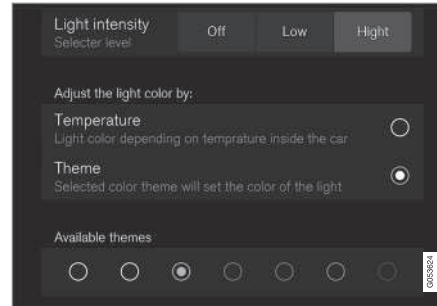 Light intensity
Selecter level
Off Low Hight
Adjust the light color by:
Temperature
Light color depending on temprature inside the car
Theme
Selected color theme will set the color of the light
Available themes
G053624